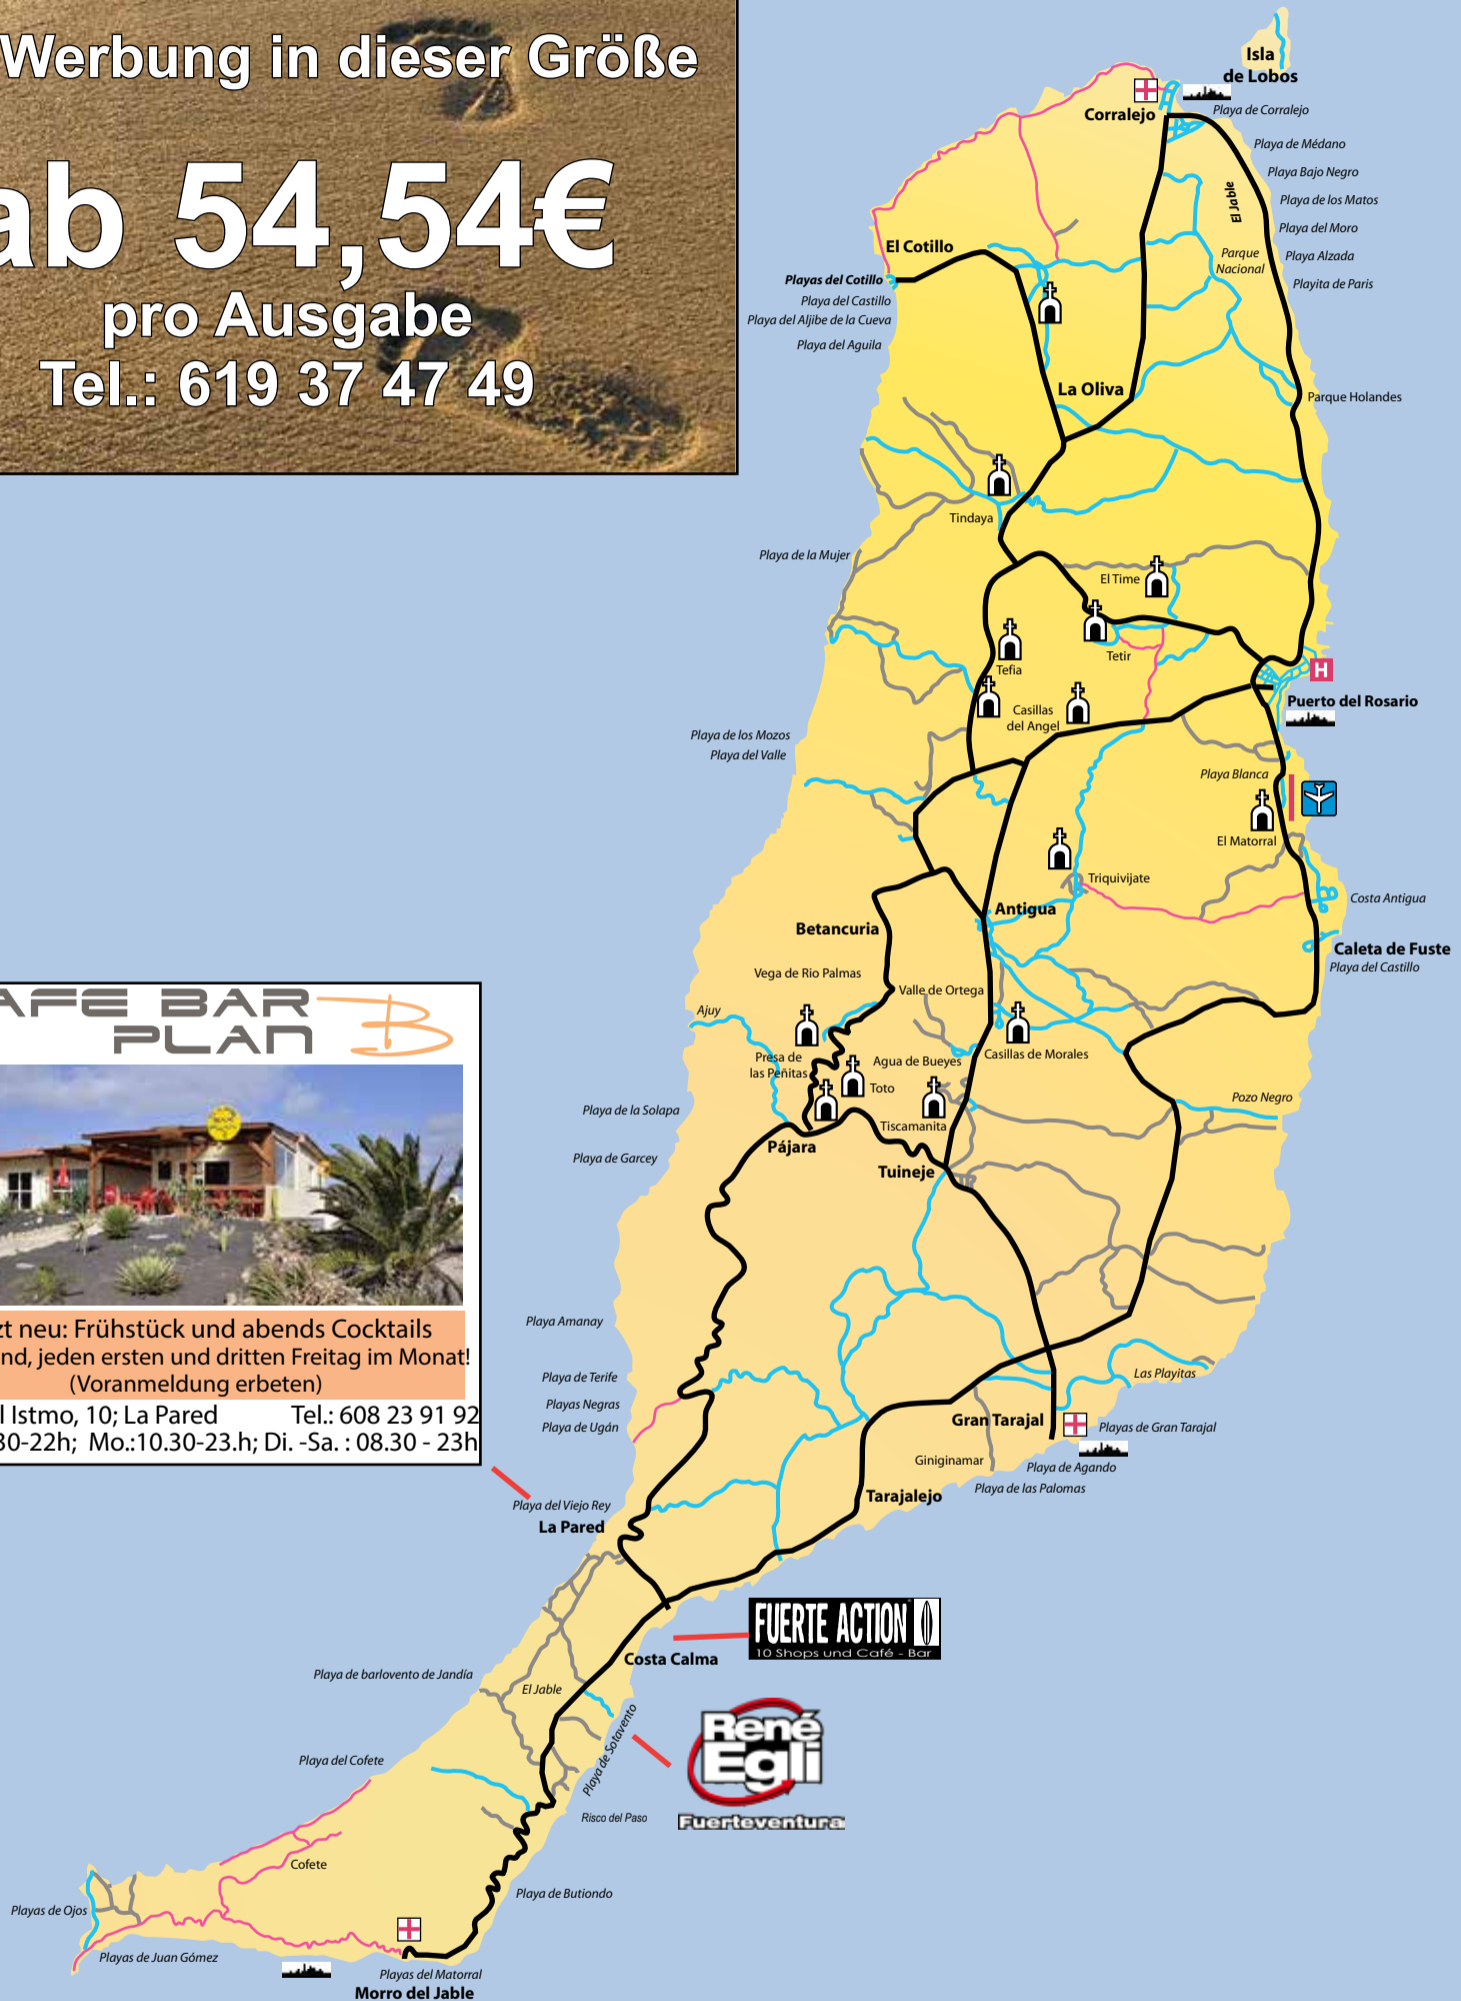 Werbung in dieser Größe
ab 54,54€
pro Ausgabe
Tel.: 619 37 47 49
Isla
de Lobos
Corralejo
Playa de Corralejo
Playa de Médano
Playa Bajo Negro
Playa de los Matos
Playa del Moro
Playa Alzada
Playita de Paris
El Jable
Parque
Nacional
El Cotillo
Playas del Cotillo
Playa del Castillo
Playa del Aljibe de la Cueva
Playa del Aguila
La Oliva
Parque Holandes
Tindaya
Playa de la Mujer
El Time
Tetir
Tefia
H
Puerto del Rosario
Casillas
del Angel
Playa de los Mozos
Playa del Valle
Playa Blanca
El Matorral
Triquivijate
Costa Antigua
Antigua
Betancuria
Caleta de Fuste
Playa del Castillo
Vega de Rio Palmas
Valle de Ortega
Ajuy
Presa de
las Peñitas
Agua de Bueyes
Casillas de Morales
Toto
Tiscamanita
Pozo Negro
Playa de la Solapa
Pájara
Playa de Garcey
Tuineje
AFE BAR
PLAN B
zt neu: Frühstück und abends Cocktails
nd, jeden ersten und dritten Freitag im Monat!
(Voranmeldung erbeten)
l Istmo, 10; La Pared Tel.: 608 23 91 92
30-22h; Mo.:10.30-23.h; Di. -Sa. : 08.30 - 23h
Playa Amanay
Playa de Terife
Playas Negras
Playa de Ugán
Las Playitas
Gran Tarajal
Playas de Gran Tarajal
Giniginamar
Playa de Agando
Playa de las Palomas
Tarajalejo
Playa del Viejo Rey
La Pared
FUERTE ACTION
10 Shops und Café - Bar
Costa Calma
Playa de barlovento de Jandía
El Jable
Playa de Sotavento
René
Egli
Fuerteventura
Playa del Cofete
Risco del Paso
Cofete
Playa de Butiondo
Playas de Ojos
Playas de Juan Gómez
Playas del Matorral
Morro del Jable